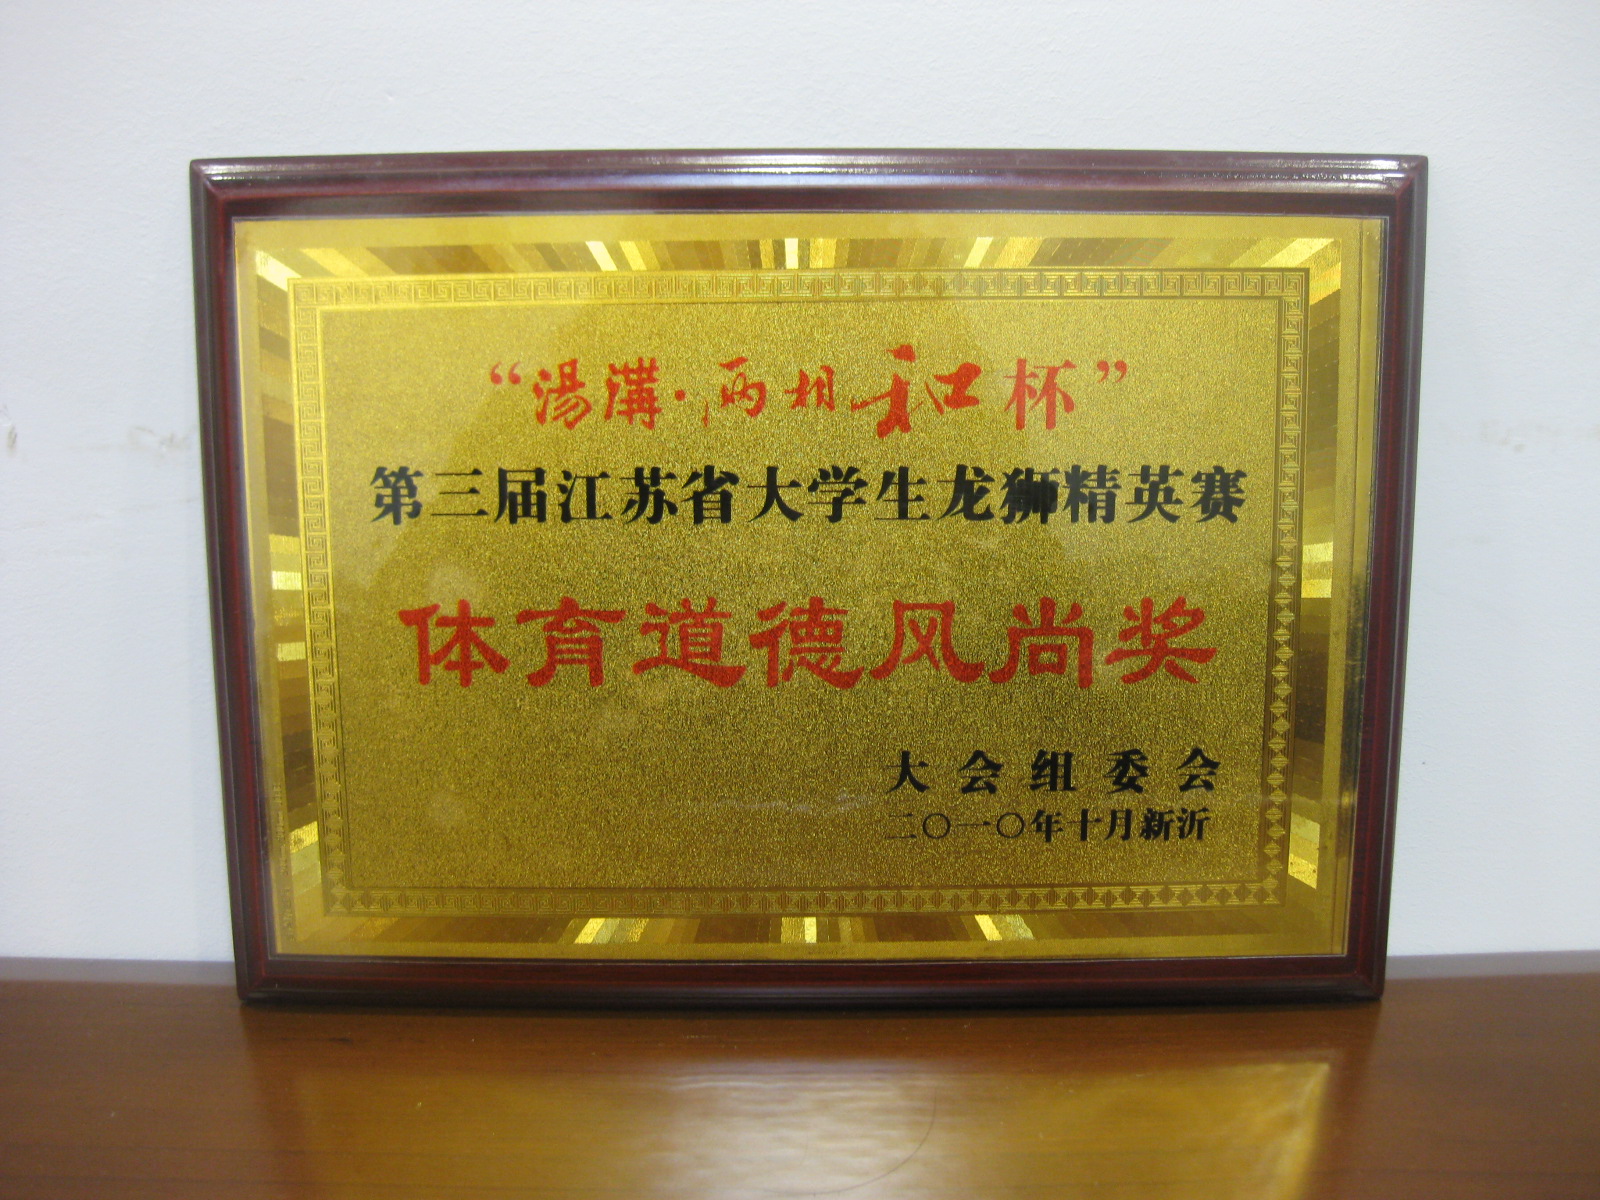 “湯溝·两相和杯”
第三届江苏省大学生龙狮精英赛
体育道德风尚奖
大会组委会
二〇一〇年十月新沂